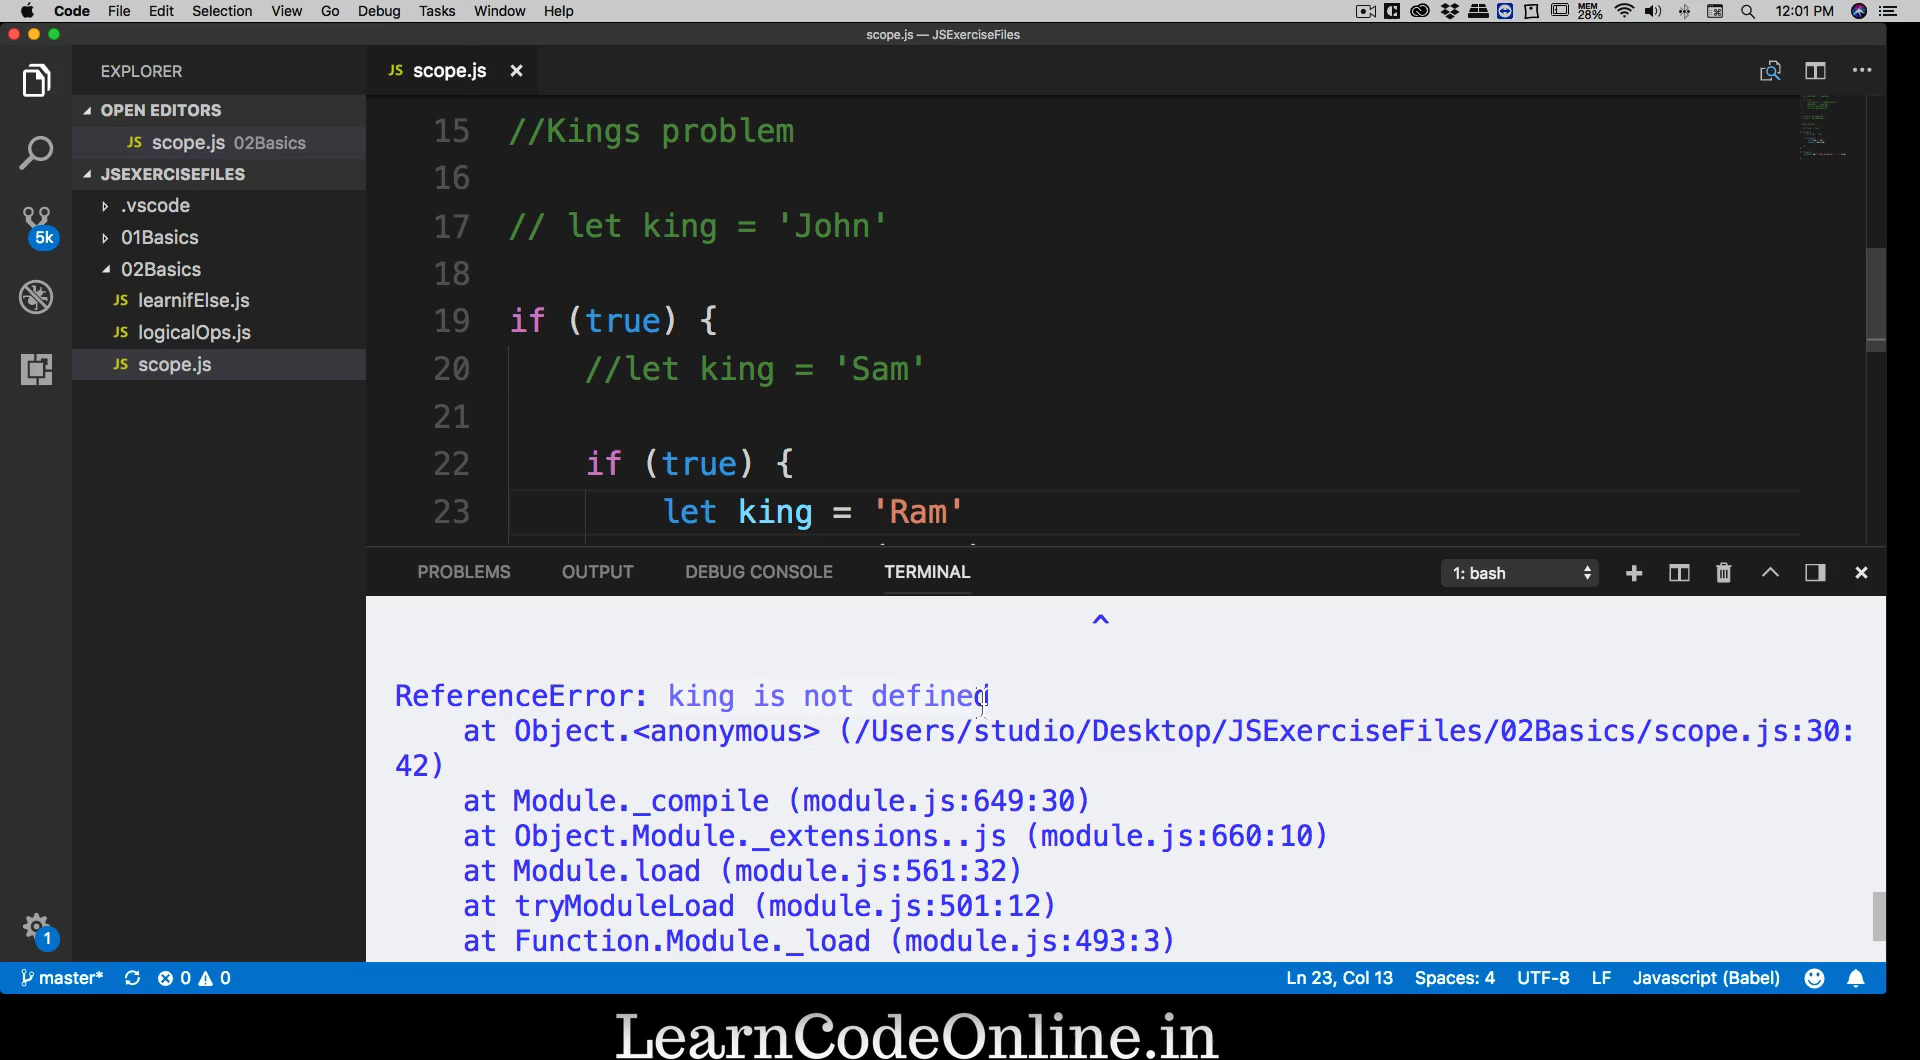 Code File Edit Selection View Go Debug Tasks Window Help MEM 28% 12:01 PM
scope.js — JSExerciseFiles
EXPLORER
JS scope.js
OPEN EDITORS
JS scope.js 02Basics
JSEXERCISEFILES
.vscode
01Basics
02Basics
JS learnifElse.js
JS logicalOps.js
JS scope.js
5k
1
15 //Kings problem
16
17 // let king = 'John'
18
19 if (true) {
20 //let king = 'Sam'
21
22 if (true) {
23 let king = 'Ram'
PROBLEMS OUTPUT DEBUG CONSOLE TERMINAL 1: bash
^
ReferenceError: king is not defined
at Object.<anonymous> (/Users/studio/Desktop/JSExerciseFiles/02Basics/scope.js:30:
42)
at Module._compile (module.js:649:30)
at Object.Module._extensions..js (module.js:660:10)
at Module.load (module.js:561:32)
at tryModuleLoad (module.js:501:12)
at Function.Module._load (module.js:493:3)
master* 0 0 Ln 23, Col 13 Spaces: 4 UTF-8 LF Javascript (Babel)
LearnCodeOnline.in